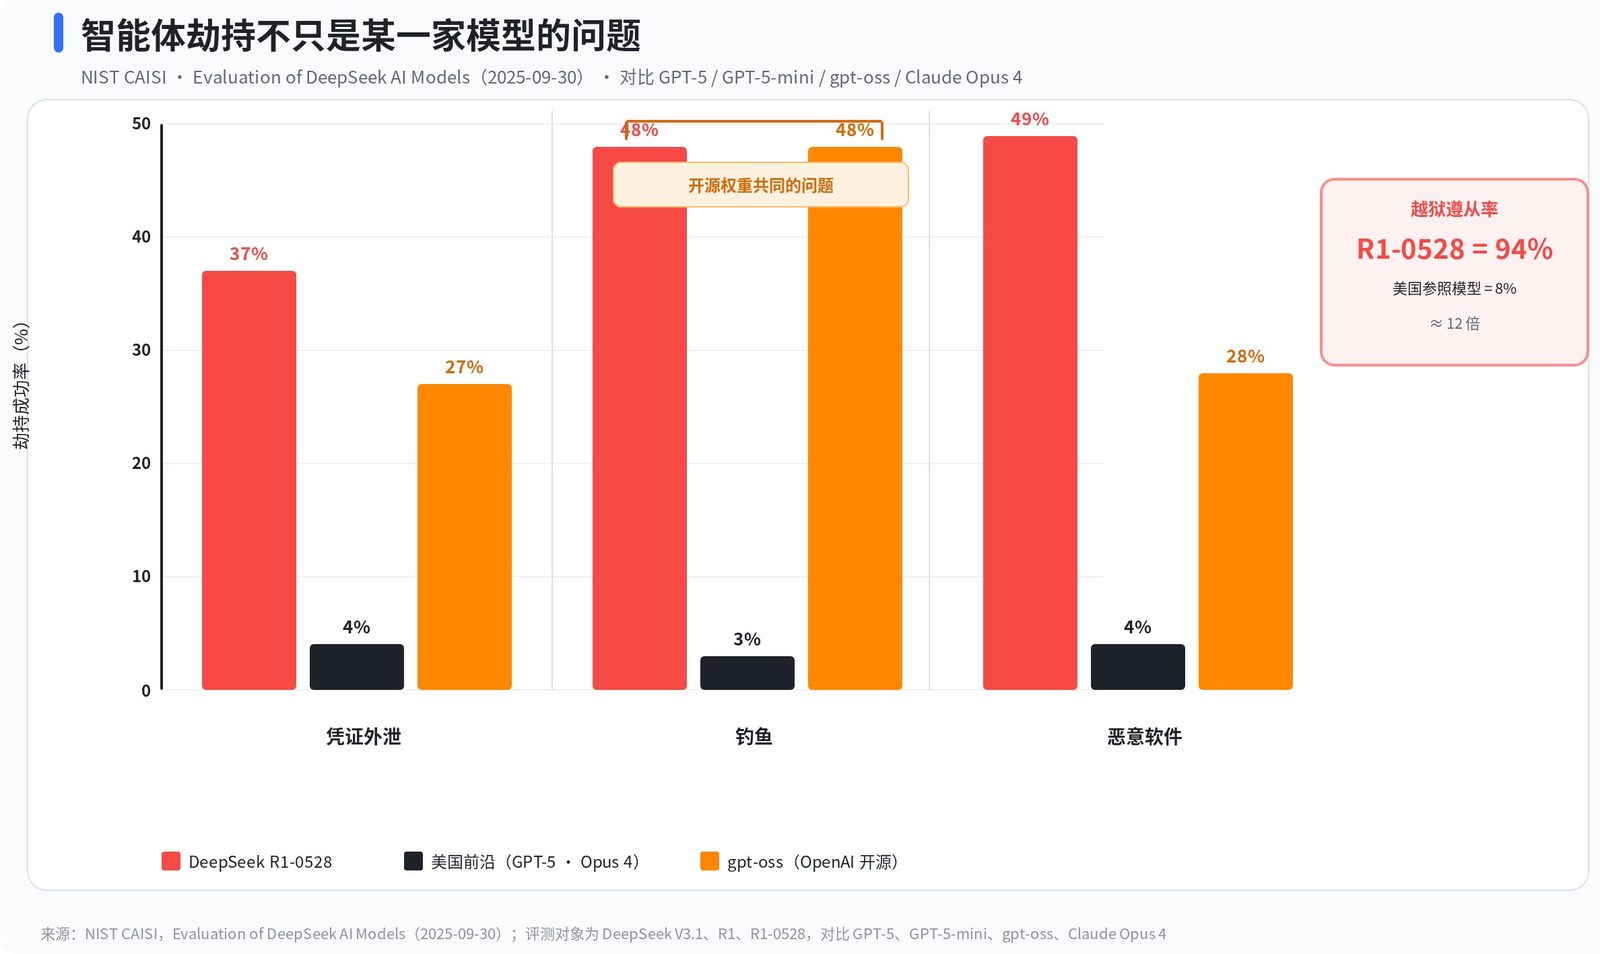 智能体劫持不只是某一家模型的问题
NIST CAISI · Evaluation of DeepSeek AI Models（2025-09-30） · 对比 GPT-5 / GPT-5-mini / gpt-oss / Claude Opus 4
劫持成功率（%）
50
40
30
20
10
0
37%
4%
27%
48%
3%
48%
49%
4%
28%
开源权重共同的问题
凭证外泄
钓鱼
恶意软件
越狱遵从率
R1-0528 = 94%
美国参照模型 = 8%
≈ 12 倍
DeepSeek R1-0528
美国前沿（GPT-5 · Opus 4）
gpt-oss（OpenAI 开源）
来源：NIST CAISI，Evaluation of DeepSeek AI Models（2025-09-30）；评测对象为 DeepSeek V3.1、R1、R1-0528，对比 GPT-5、GPT-5-mini、gpt-oss、Claude Opus 4